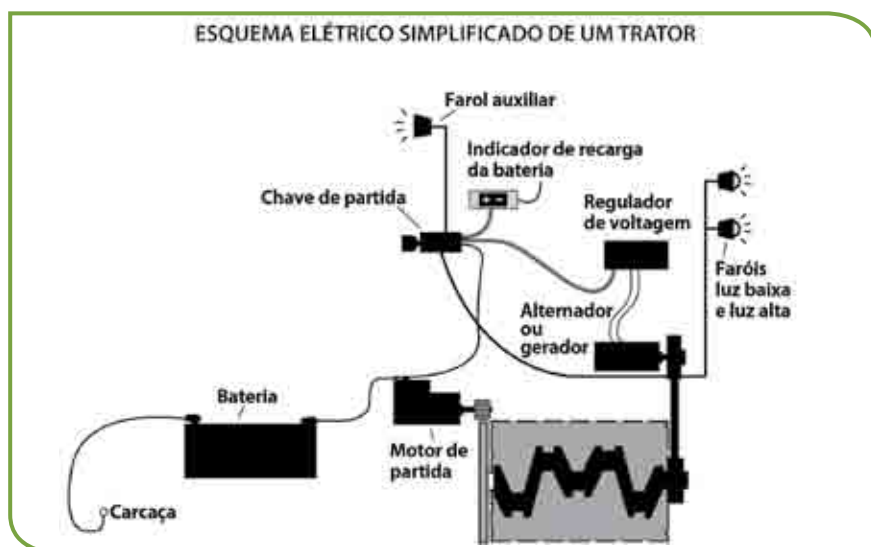 ESQUEMA ELÉTRICO SIMPLIFICADO DE UM TRATOR
Farol auxiliar
Indicador de recarga
da bateria
Chave de partida
Regulador
de voltagem
Faróis
luz baixa
e luz alta
Alternador
ou
gerador
Bateria
Motor de
partida
Carcaça